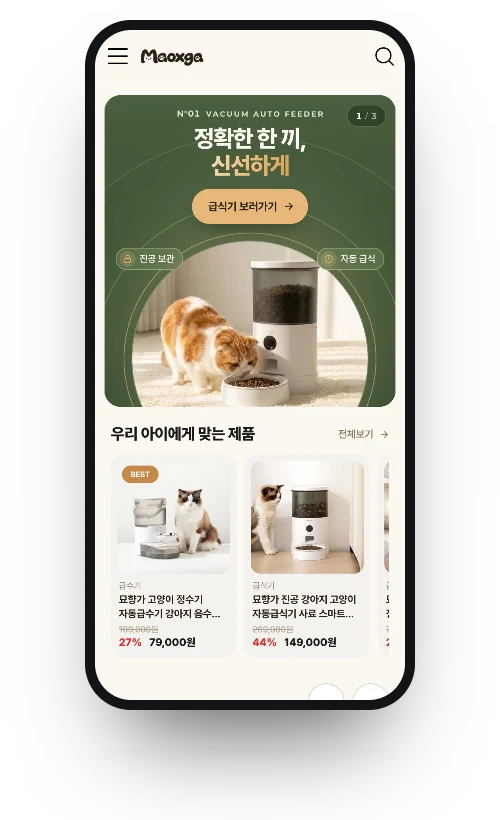 Maoxga
N°01 VACUUM AUTO FEEDER
1 / 3
정확한 한 끼,
신선하게
급식기 보러가기 →
진공 보관
자동 급식
우리 아이에게 맞는 제품
전체보기 →
BEST
급수기
묘향가 고양이 정수기
자동급수기 강아지 음수...
109,000원
27% 79,000원
급식기
묘향가 진공 강아지 고양이
자동급식기 사료 스마트...
269,000원
44% 149,000원